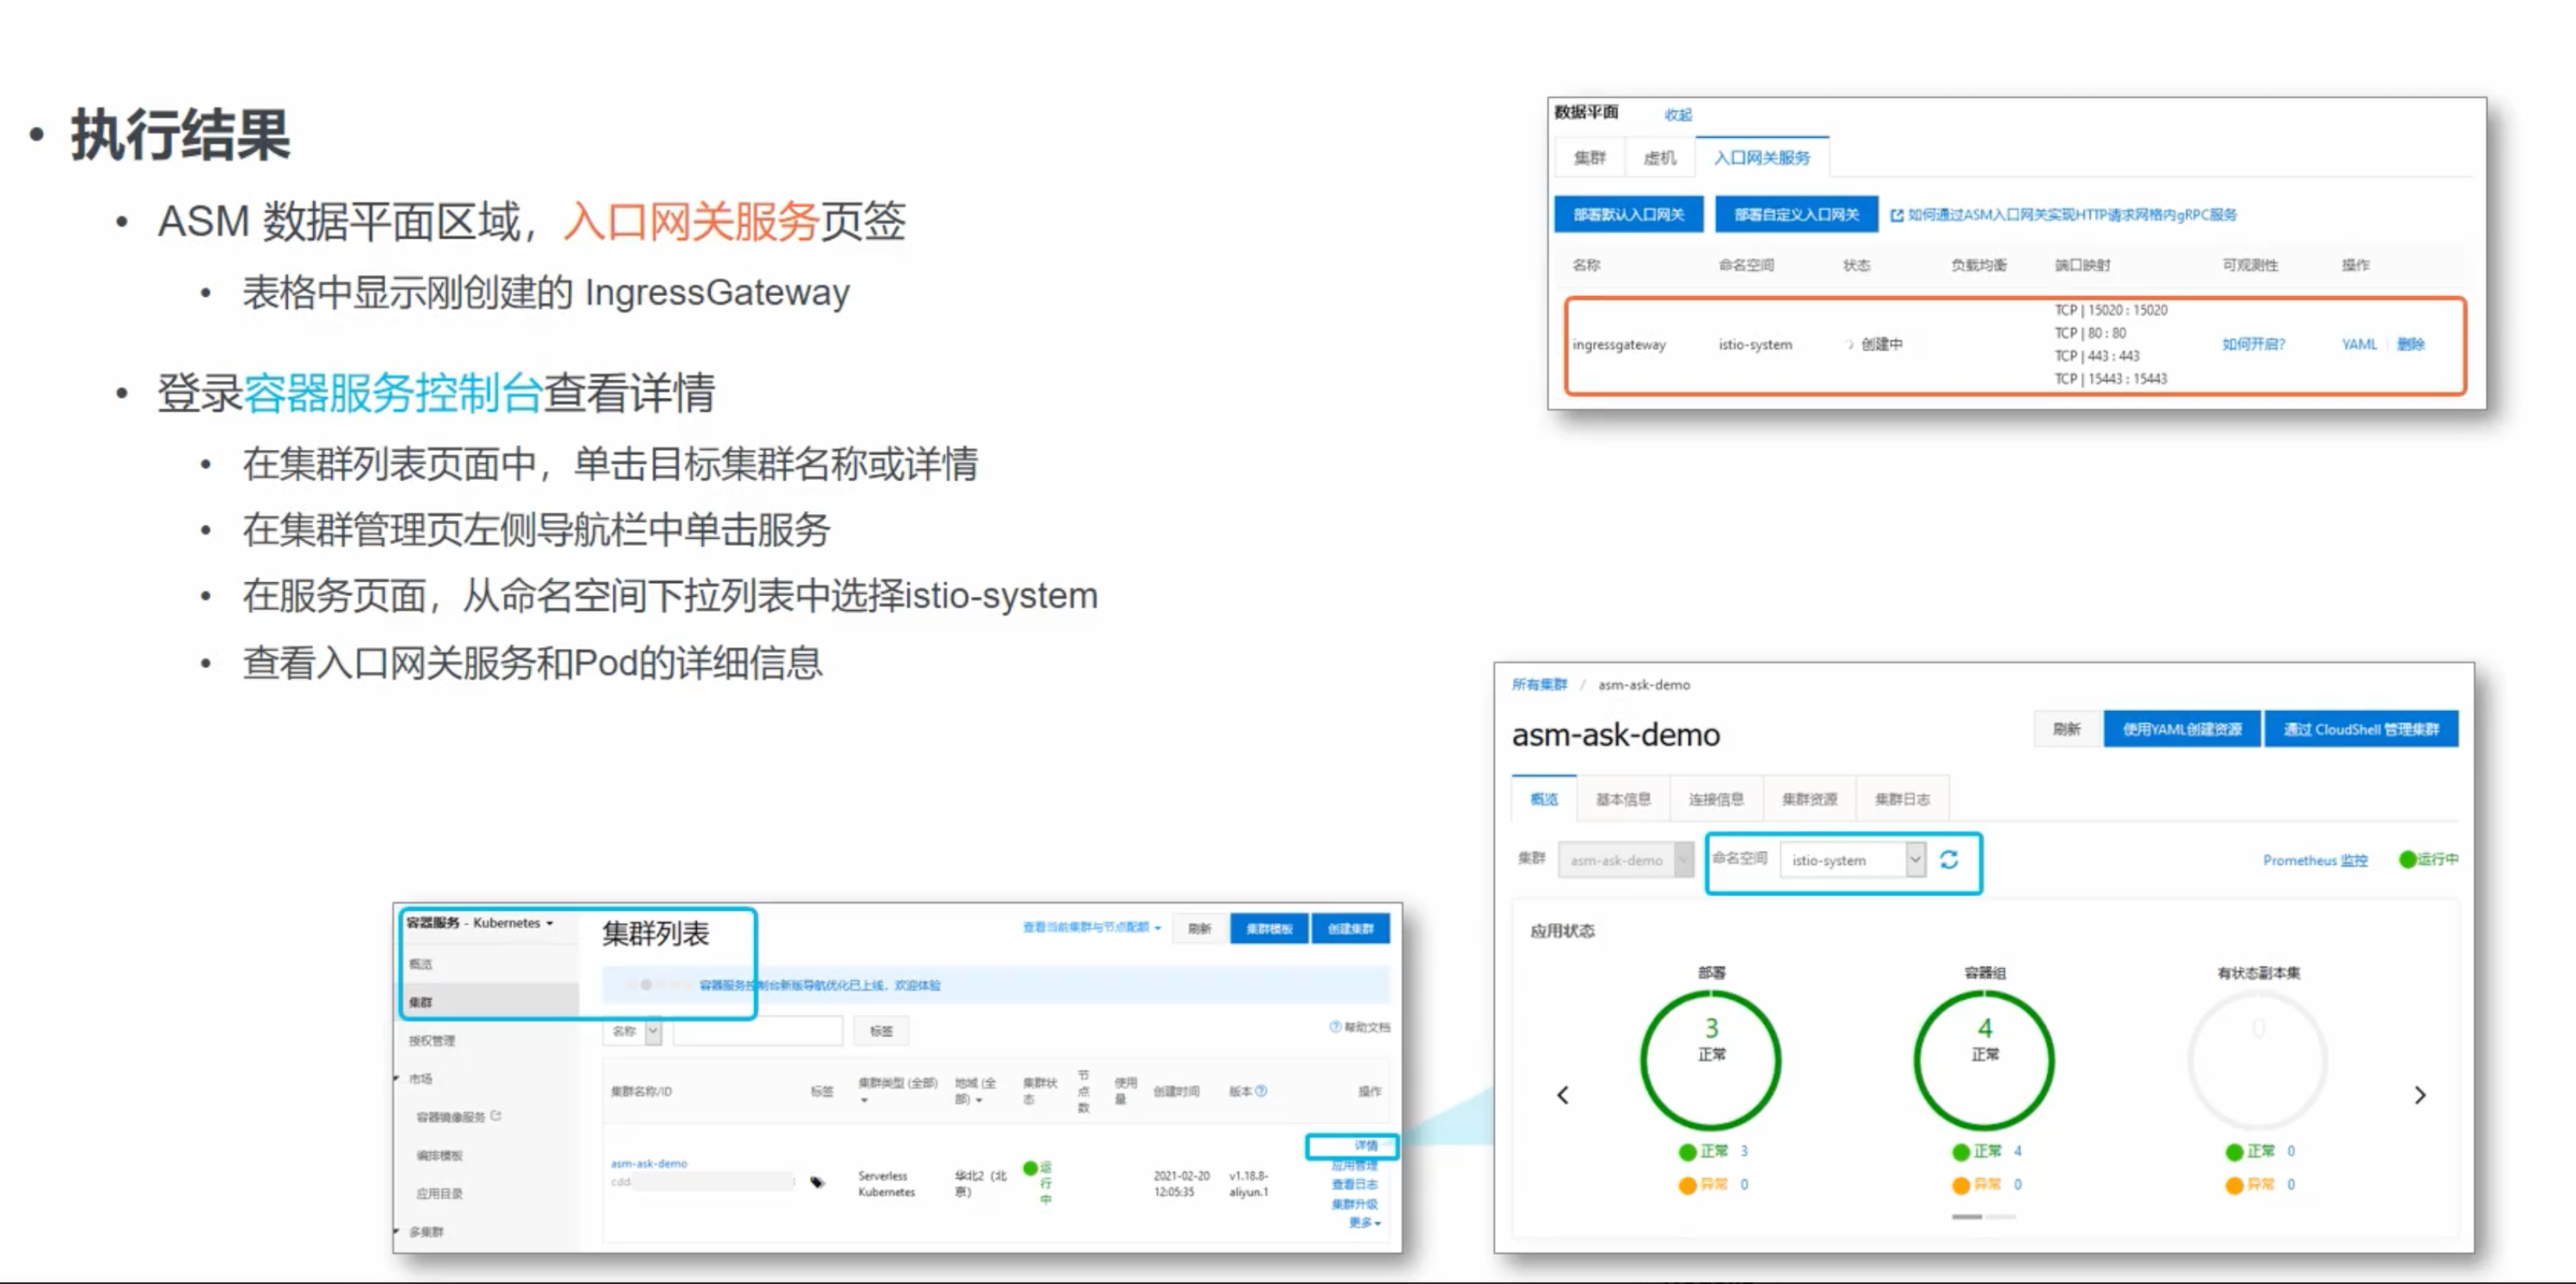 执行结果
ASM 数据平面区域，入口网关服务页签
表格中显示刚创建的 IngressGateway
登录容器服务控制台查看详情
在集群列表页面中，单击目标集群名称或详情
在集群管理页左侧导航栏中单击服务
在服务页面，从命名空间下拉列表中选择istio-system
查看入口网关服务和Pod的详细信息
数据平面 收起
集群 虚机 入口网关服务
部署默认入口网关 部署自定义入口网关 如何通过ASM入口网关实现HTTP请求网格内gRPC服务
名称 命名空间 状态 负载均衡 端口映射 可观测性 操作
TCP | 15020 : 15020
TCP | 80 : 80
ingressgateway istio-system 创建中 如何开启? YAML 删除
TCP | 443 : 443
TCP | 15443 : 15443
容器服务 - Kubernetes
概览
集群
授权管理
市场
容器镜像服务
编排模板
应用目录
多集群
集群列表 查看当前集群与节点配额 刷新 集群模板 创建集群
容器服务控制台新版导航优化已上线，欢迎体验
名称 标签 帮助文档
集群名称/ID 标签 集群类型 (全部) 地域 (全部) 集群状态 节点数 使用量 创建时间 版本 操作
asm-ask-demo
cdd
Serverless Kubernetes
华北2（北京）
运行中
2021-02-20 12:05:35
v1.18.8-aliyun.1
详情
应用管理
查看日志
集群升级
更多
所有集群 / asm-ask-demo
asm-ask-demo 刷新 使用YAML创建资源 通过 CloudShell 管理集群
概览 基本信息 连接信息 集群资源 集群日志
集群 asm-ask-demo 命名空间 istio-system Prometheus 监控 运行中
应用状态
部署 容器组 有状态副本集
3 4 0
正常 正常
正常 3 正常 4 正常 0
异常 0 异常 0 异常 0